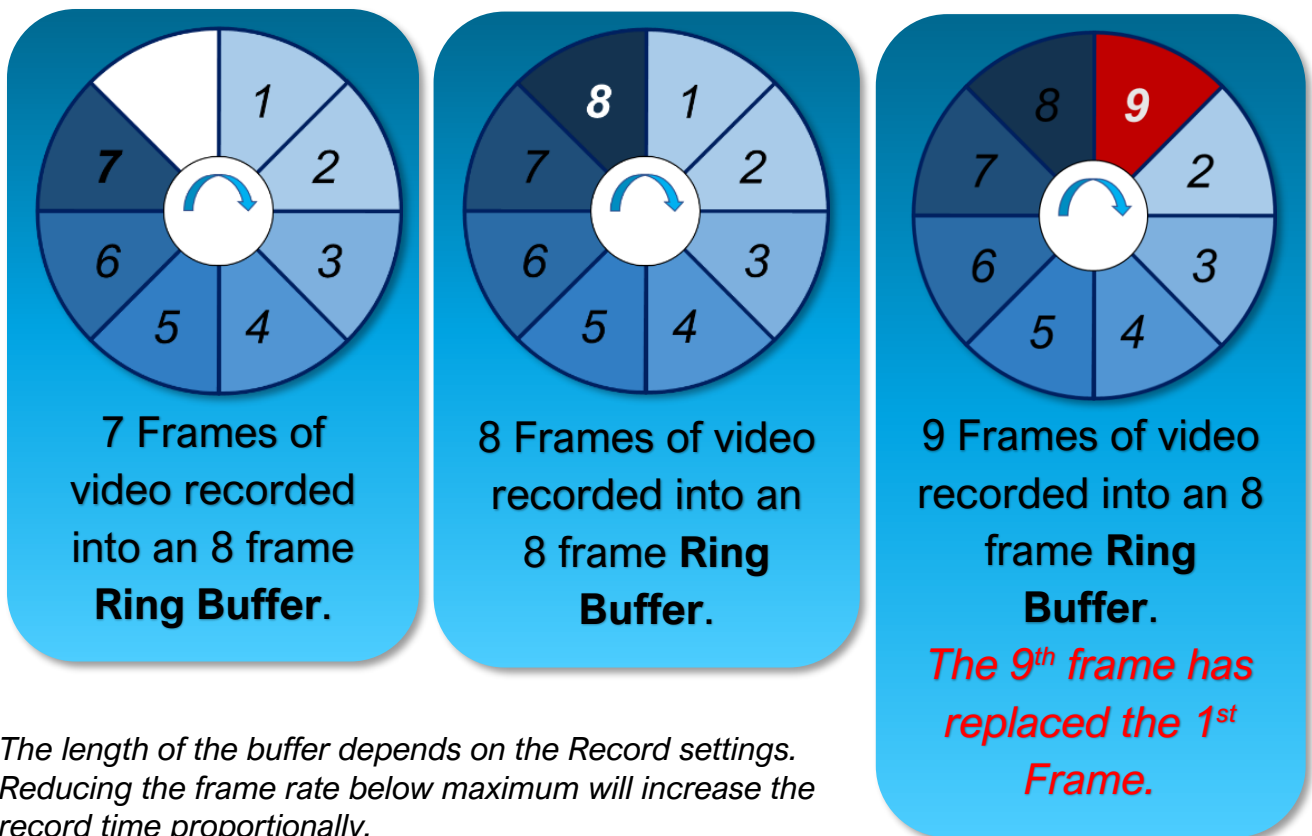 1
2
3
4
5
6
7
7 Frames of
video recorded
into an 8 frame
Ring Buffer.
8
1
2
3
4
5
6
7
8 Frames of video
recorded into an
8 frame Ring
Buffer.
8
9
2
3
4
5
6
7
9 Frames of video
recorded into an 8
frame Ring
Buffer.
The 9th frame has
replaced the 1st
Frame.
The length of the buffer depends on the Record settings.
Reducing the frame rate below maximum will increase the
record time proportionally.